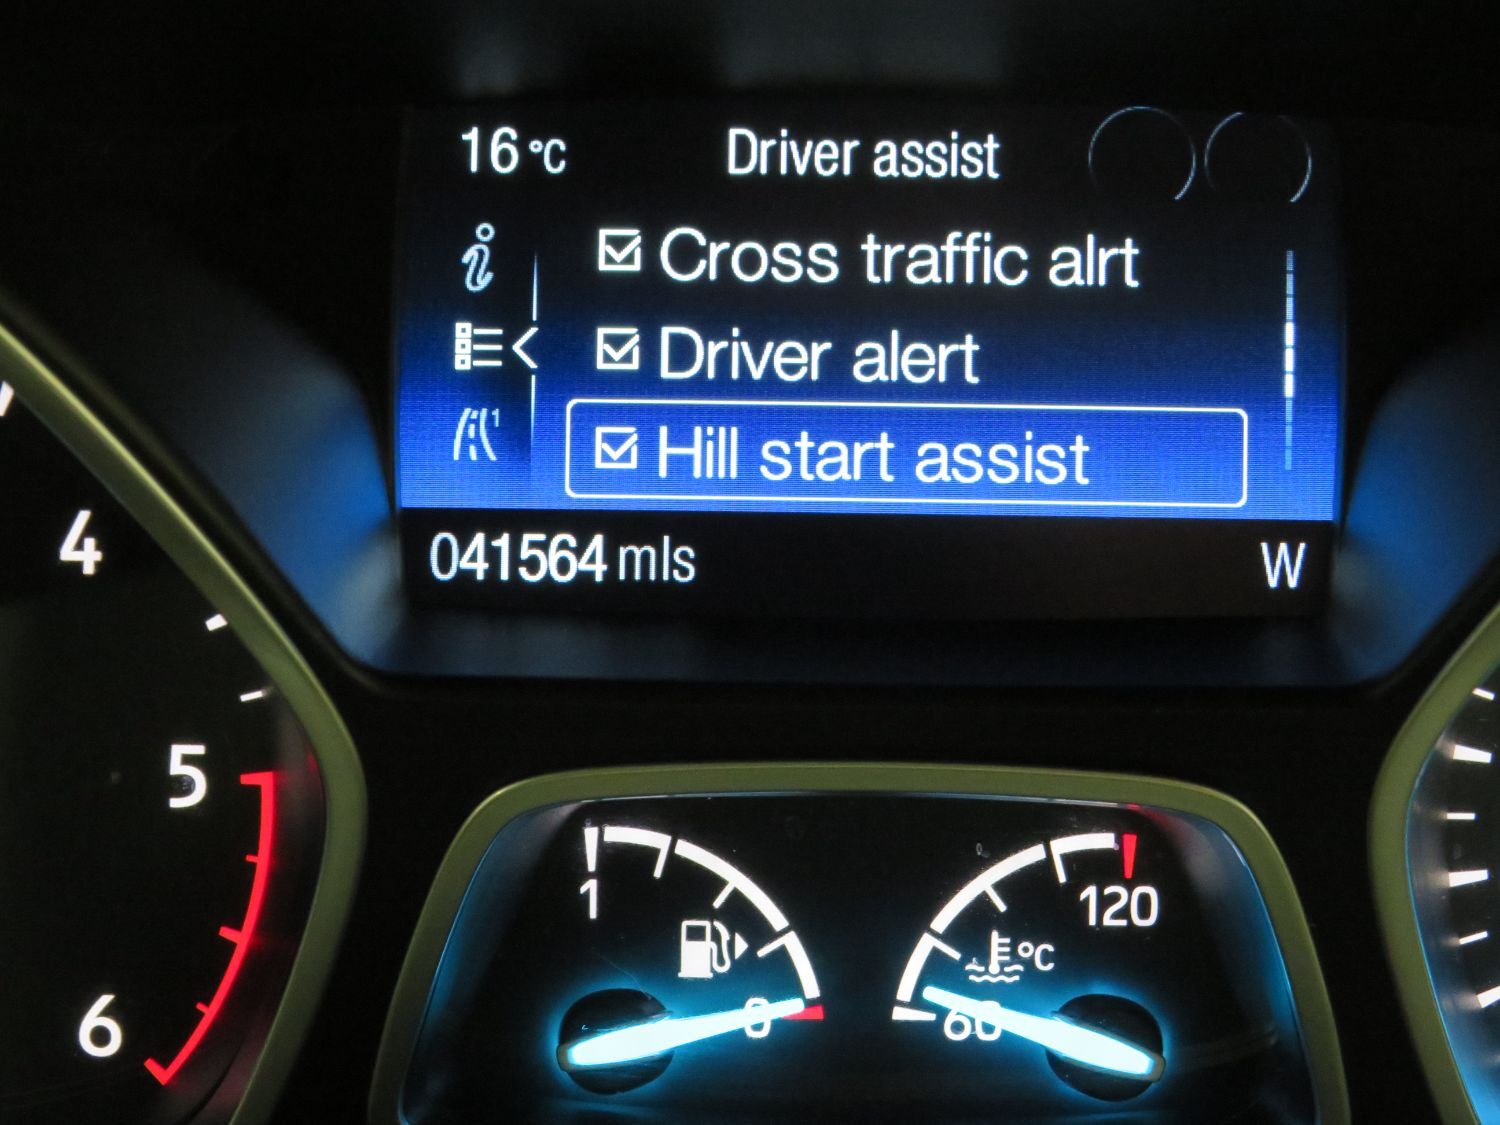 16 °C Driver assist
Cross traffic alrt
Driver alert
1
Hill start assist
041564 mls W
4
5
6
1
0
120
°C
60